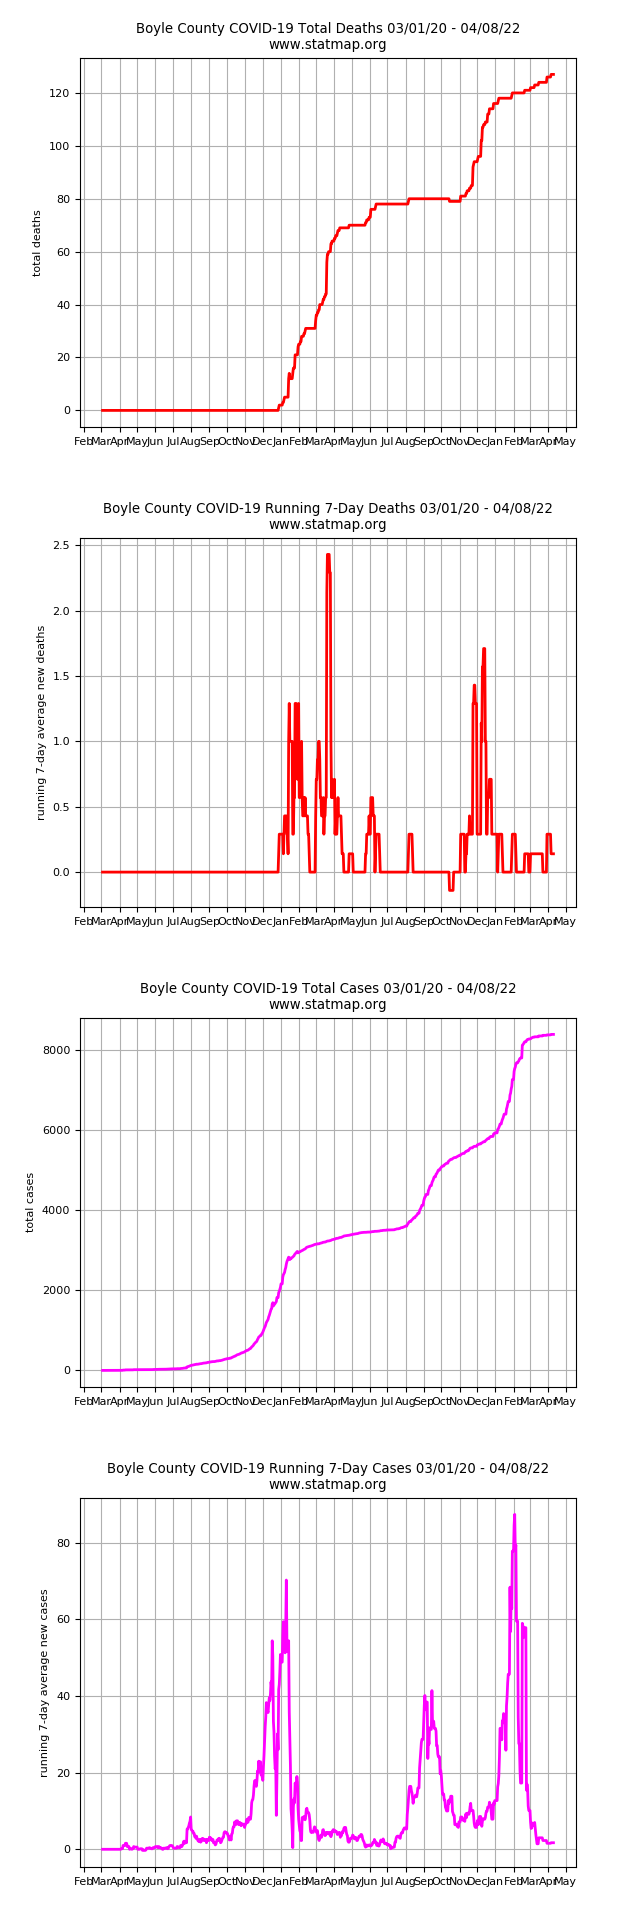 Boyle County COVID-19 Total Deaths 03/01/20 - 04/08/22
www.statmap.org
120
100
80
60
40
20
0
total deaths
Feb Mar Apr May Jun Jul Aug Sep Oct Nov Dec Jan Feb Mar Apr May Jun Jul Aug Sep Oct Nov Dec Jan Feb Mar Apr May
Boyle County COVID-19 Running 7-Day Deaths 03/01/20 - 04/08/22
www.statmap.org
2.5
2.0
1.5
1.0
0.5
0.0
running 7-day average new deaths
Feb Mar Apr May Jun Jul Aug Sep Oct Nov Dec Jan Feb Mar Apr May Jun Jul Aug Sep Oct Nov Dec Jan Feb Mar Apr May
Boyle County COVID-19 Total Cases 03/01/20 - 04/08/22
www.statmap.org
8000
6000
4000
2000
0
total cases
Feb Mar Apr May Jun Jul Aug Sep Oct Nov Dec Jan Feb Mar Apr May Jun Jul Aug Sep Oct Nov Dec Jan Feb Mar Apr May
Boyle County COVID-19 Running 7-Day Cases 03/01/20 - 04/08/22
www.statmap.org
80
60
40
20
0
running 7-day average new cases
Feb Mar Apr May Jun Jul Aug Sep Oct Nov Dec Jan Feb Mar Apr May Jun Jul Aug Sep Oct Nov Dec Jan Feb Mar Apr May